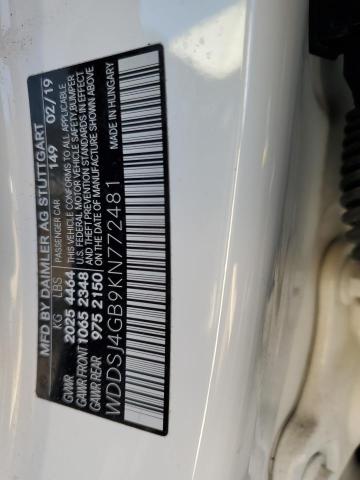 MFD BY DAIMLER AG STUTTGART
PASSENGER CAR 149 02/19
KG LBS
GVWR 2025 4464
GAWR FRONT 1065 2348
GAWR REAR 975 2150
THIS VEHICLE CONFORMS TO ALL APPLICABLE
U.S. FEDERAL MOTOR VEHICLE SAFETY, BUMPER
AND THEFT PREVENTION STANDARDS IN EFFECT
ON THE DATE OF MANUFACTURE SHOWN ABOVE
MADE IN HUNGARY
WDDSJ4GB9KN772481